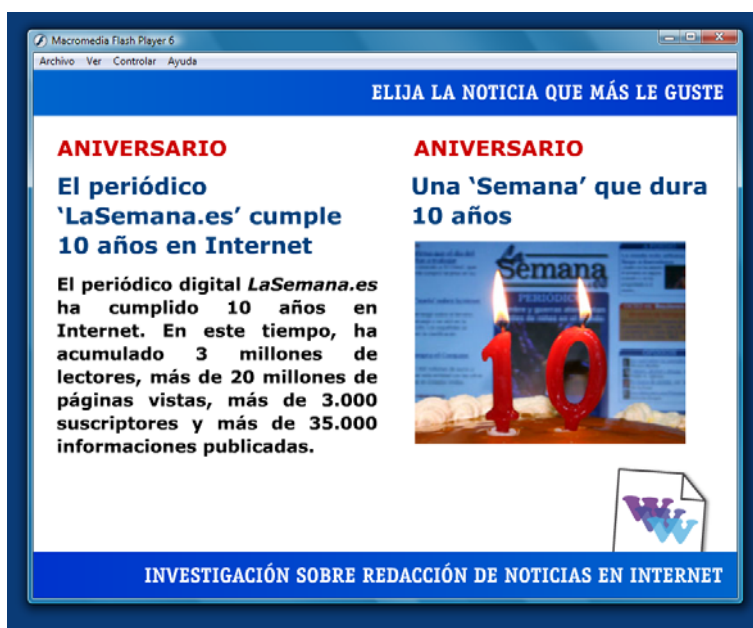 Macromedia Flash Player 6
Archivo Ver Controlar Ayuda
ELIJA LA NOTICIA QUE MÁS LE GUSTE
ANIVERSARIO
El periódico
‘LaSemana.es’ cumple
10 años en Internet
El periódico digital LaSemana.es
ha cumplido 10 años en
Internet. En este tiempo, ha
acumulado 3 millones de
lectores, más de 20 millones de
páginas vistas, más de 3.000
suscriptores y más de 35.000
informaciones publicadas.
ANIVERSARIO
Una ‘Semana’ que dura
10 años
Semana
PERIÓDICO
10
WW
INVESTIGACIÓN SOBRE REDACCIÓN DE NOTICIAS EN INTERNET